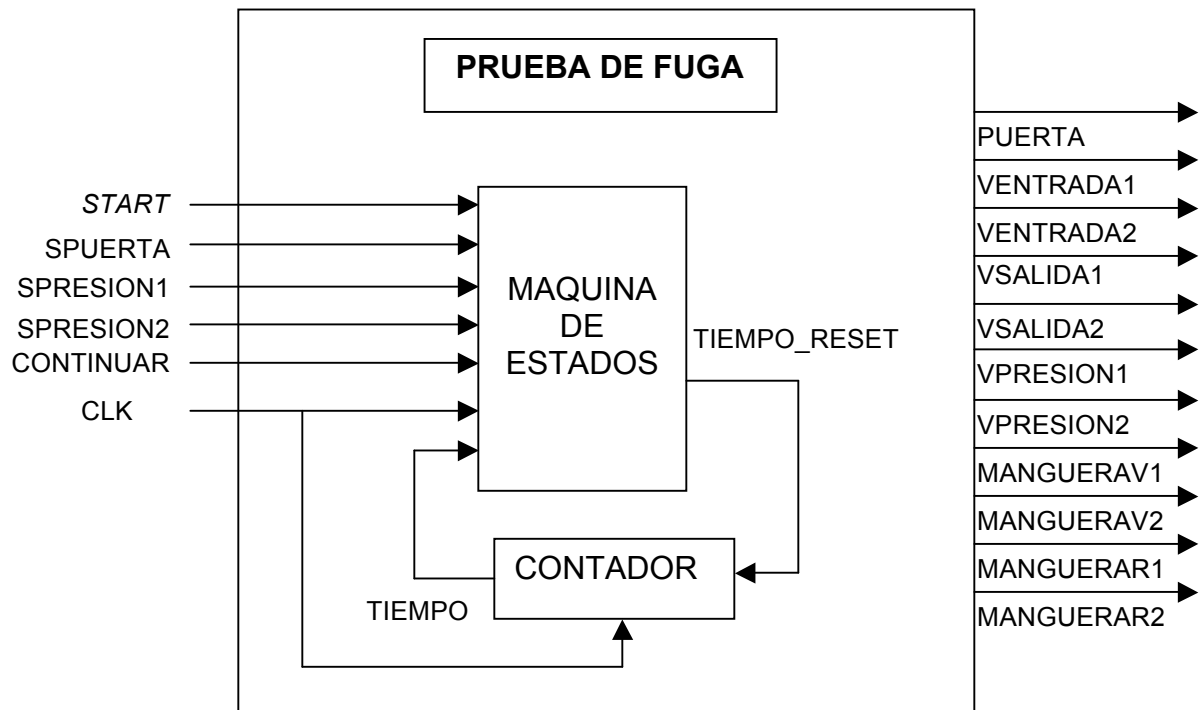 PRUEBA DE FUGA
START
SPUERTA
SPRESION1
SPRESION2
CONTINUAR
CLK
MAQUINA
DE
ESTADOS
TIEMPO_RESET
CONTADOR
TIEMPO
PUERTA
VENTRADA1
VENTRADA2
VSALIDA1
VSALIDA2
VPRESION1
VPRESION2
MANGUERAV1
MANGUERAV2
MANGUERAR1
MANGUERAR2